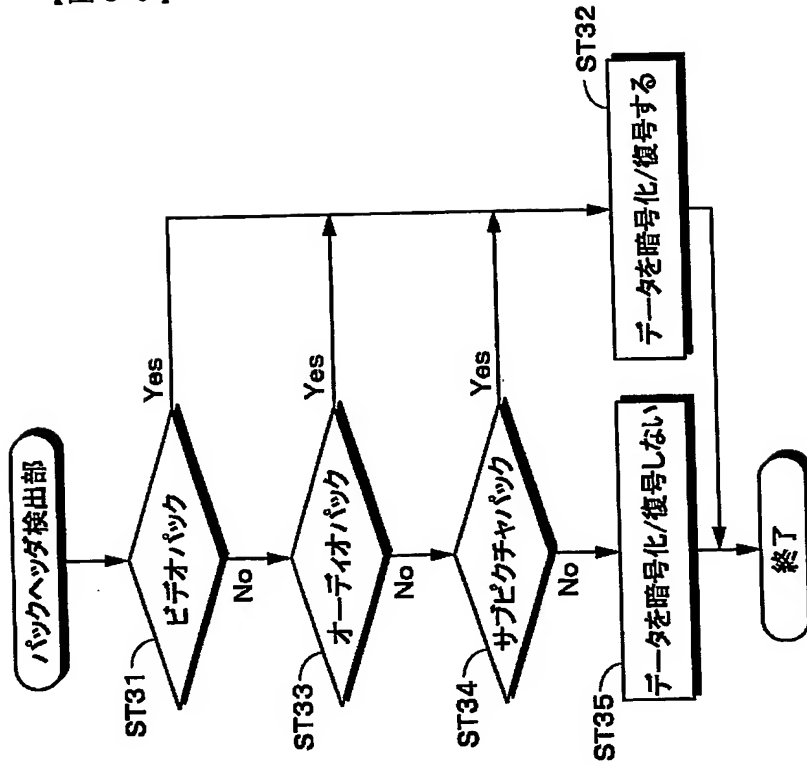 パックヘッダ検出部
ST31
ビデオパック
Yes
No
ST33
オーディオパック
Yes
No
ST34
サブピクチャパック
Yes
No
ST35
データを暗号化/復号しない
ST32
データを暗号化/復号する
終了